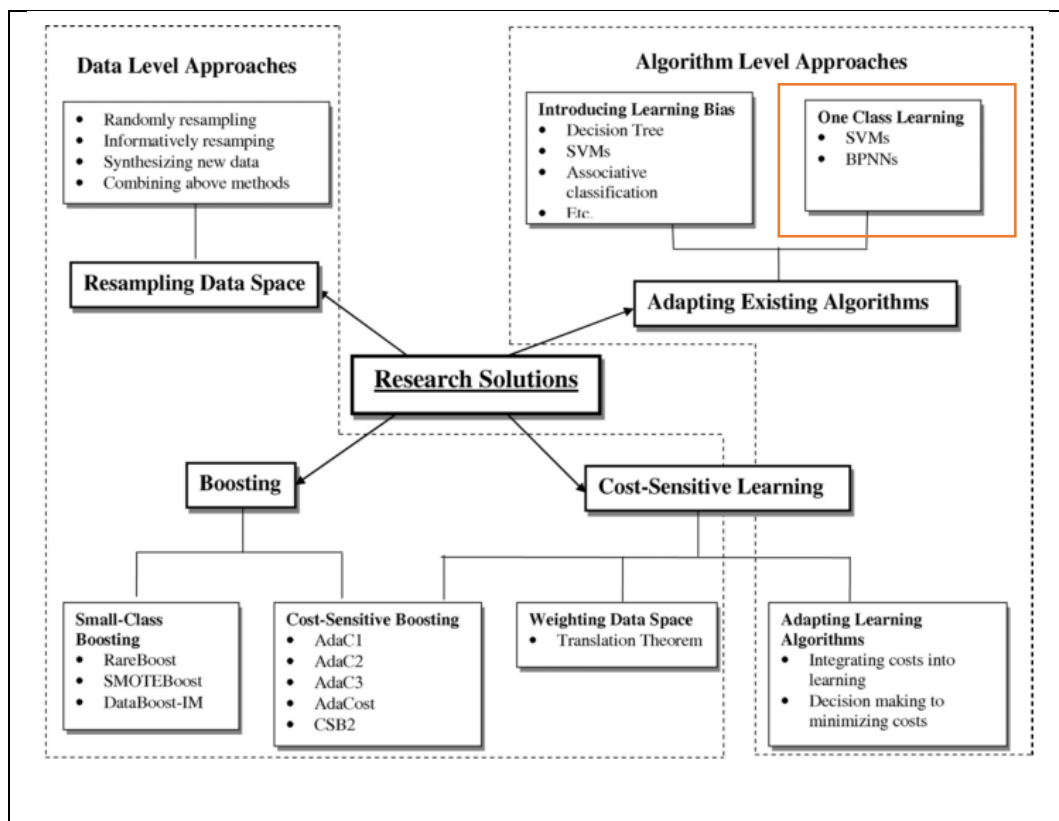 Data Level Approaches
• Randomly resampling
• Informatively resamping
• Synthesizing new data
• Combining above methods
Resampling Data Space
Algorithm Level Approaches
Introducing Learning Bias
• Decision Tree
• SVMs
• Associative
classification
• Etc.
One Class Learning
• SVMs
• BPNNs
Adapting Existing Algorithms
Research Solutions
Boosting
Cost-Sensitive Learning
Small-Class
Boosting
• RareBoost
• SMOTEBoost
• DataBoost-IM
Cost-Sensitive Boosting
• AdaC1
• AdaC2
• AdaC3
• AdaCost
• CSB2
Weighting Data Space
• Translation Theorem
Adapting Learning
Algorithms
• Integrating costs into
learning
• Decision making to
minimizing costs